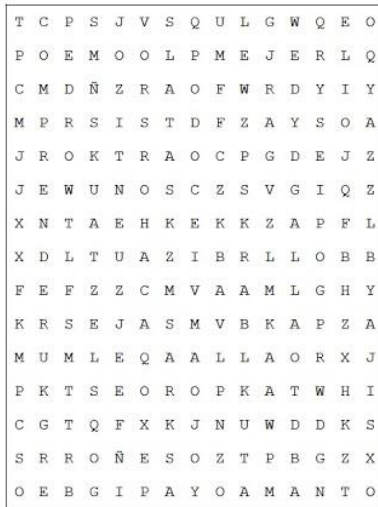 T C P S J V S Q U L G W Q E O
P O E M O O L P M E J E R L Q
C M D Ñ Z R A O F W R D Y I Y
M P R S I S T D F Z A Y S O A
J R O K T R A O C P G D E J Z
J E W U N O S C Z S V G I Q Z
X N T A E H K E K K Z A P F L
X D L T U A Z I B R L L O B B
F E F Z Z C M V A A M L G H Y
K R S E J A S M V B K A P Z A
M U M L E Q A A L L A O R X J
P K T S E O R O P K A T W H I
C G T Q F X K J N U W D D K S
S R R O Ñ E S O Z T P B G Z X
O E B G I P A Y O A M A N T O